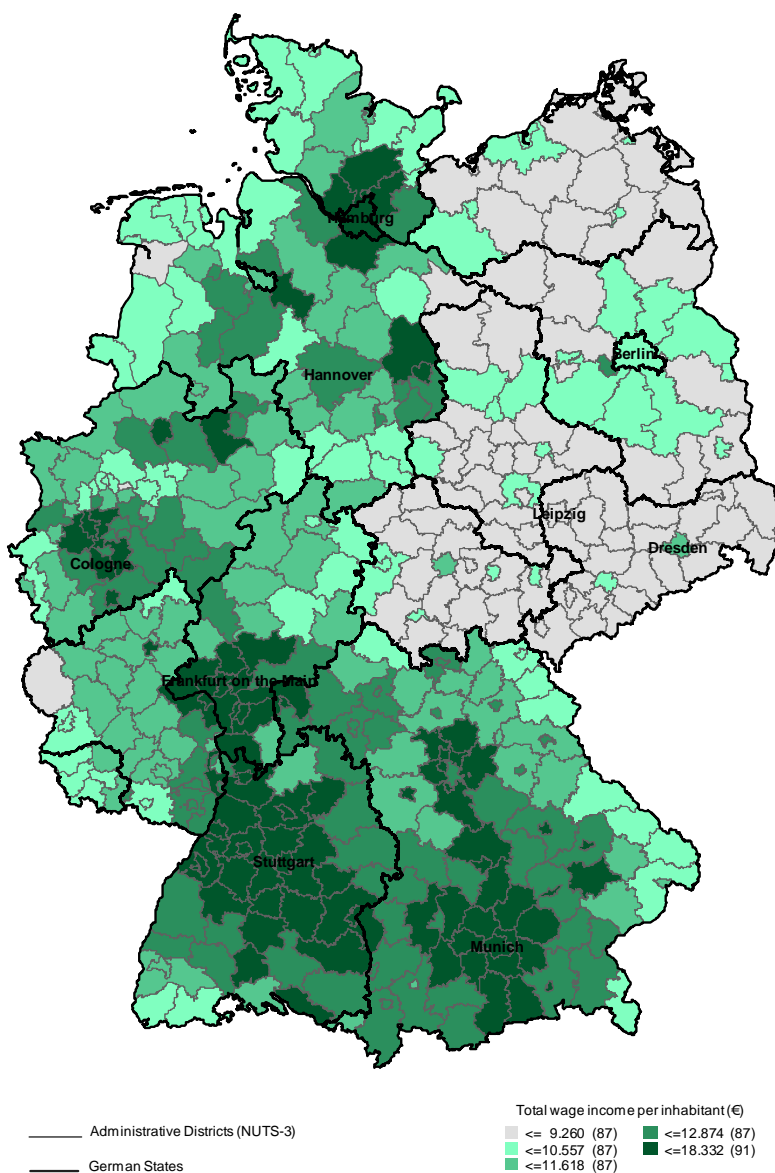 Hamburg
Berlin
Hannover
Leipzig
Dresden
Cologne
Frankfurt on the Main
Stuttgart
Munich
Total wage income per inhabitant (€)
Administrative Districts (NUTS-3)
German States
<= 9.260 (87)
<=10.557 (87)
<=11.618 (87)
<=12.874 (87)
<=18.332 (91)